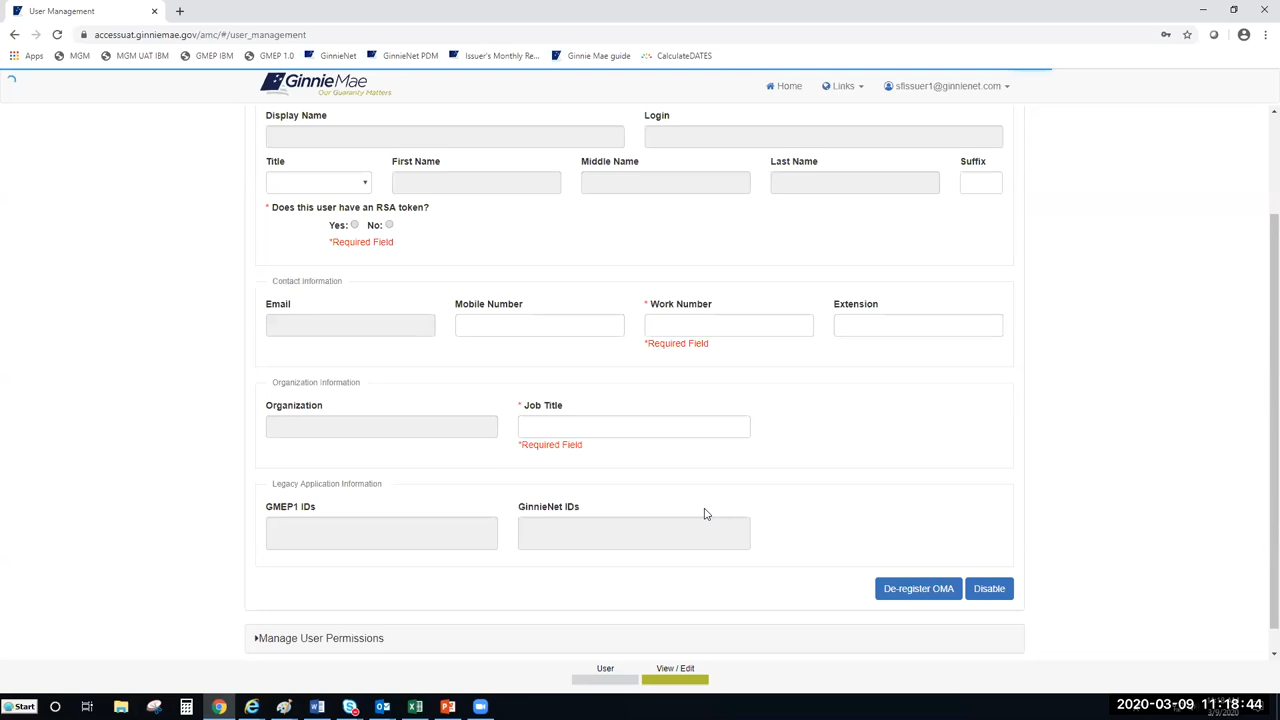 User Management
accessuat.ginniemae.gov/amc/#/user_management
Apps MGM MGM UAT IBM GMEP IBM GMEP 1.0 GinnieNet GinnieNet PDM Issuer's Monthly Re... Ginnie Mae guide CalculateDATES
GinnieMae
Our Guaranty Matters
Home Links sfissuer1@ginnienet.com
Display Name Login
Title First Name Middle Name Last Name Suffix
* Does this user have an RSA token?
Yes: No:
*Required Field
Contact Information
Email Mobile Number * Work Number Extension
*Required Field
Organization Information
Organization * Job Title
*Required Field
Legacy Application Information
GMEP1 IDs GinnieNet IDs
De-register OMA Disable
Manage User Permissions
User View / Edit
Start
2020-03-09 11:18:44
3/9/2020